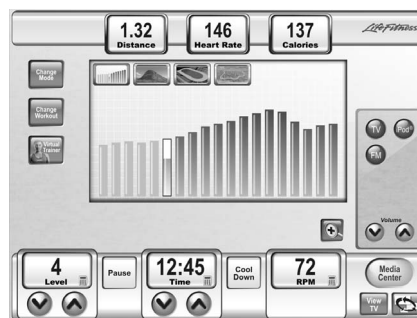 1.32
Distance
146
Heart Rate
137
Calories
LifeFitness
Change
Mode
Change
Workout
Virtual
Trainer
TV
iPod
FM
Volume
4
Level
Pause
12:45
Time
Cool
Down
72
RPM
Media
Center
View
TV